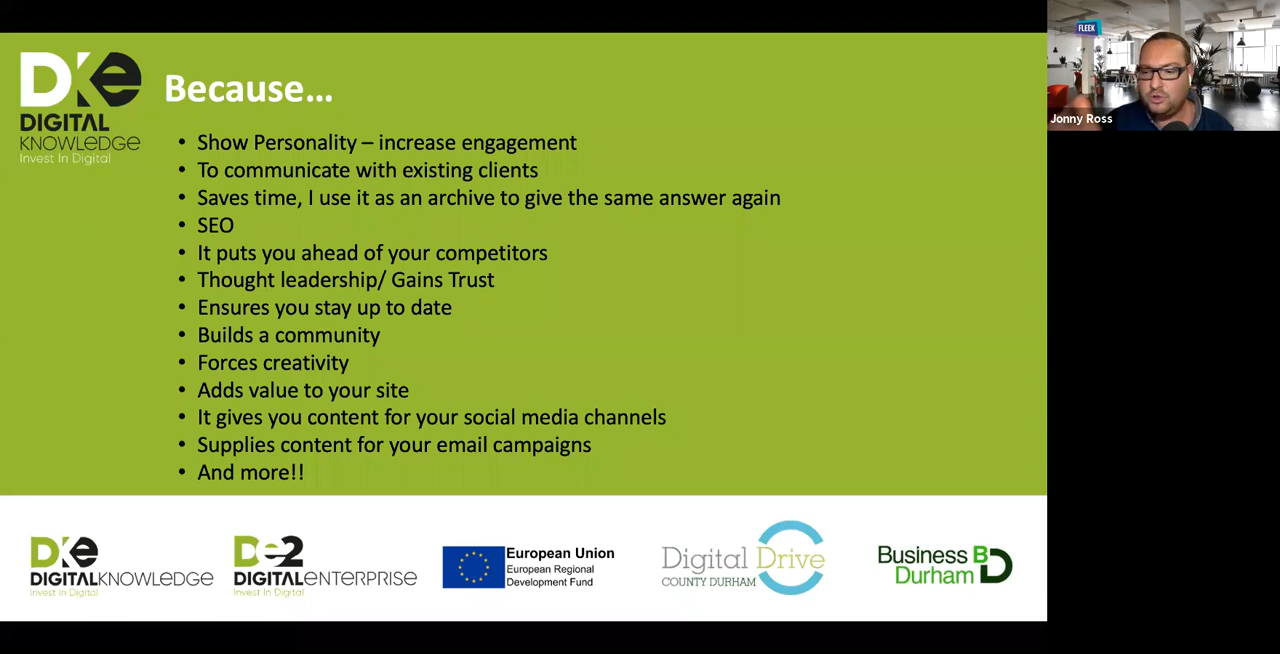 DKe
DIGITAL
KNOWLEDGE
Invest In Digital
Because...
• Show Personality – increase engagement
• To communicate with existing clients
• Saves time, I use it as an archive to give the same answer again
• SEO
• It puts you ahead of your competitors
• Thought leadership/ Gains Trust
• Ensures you stay up to date
• Builds a community
• Forces creativity
• Adds value to your site
• It gives you content for your social media channels
• Supplies content for your email campaigns
• And more!!
FLEEK
Jonny Ross
DKe
DIGITALKNOWLEDGE
Invest In Digital
De2
DIGITALENTERPRISE
Invest In Digital
European Union
European Regional
Development Fund
Digital Drive
COUNTY DURHAM
Business
Durham
BD